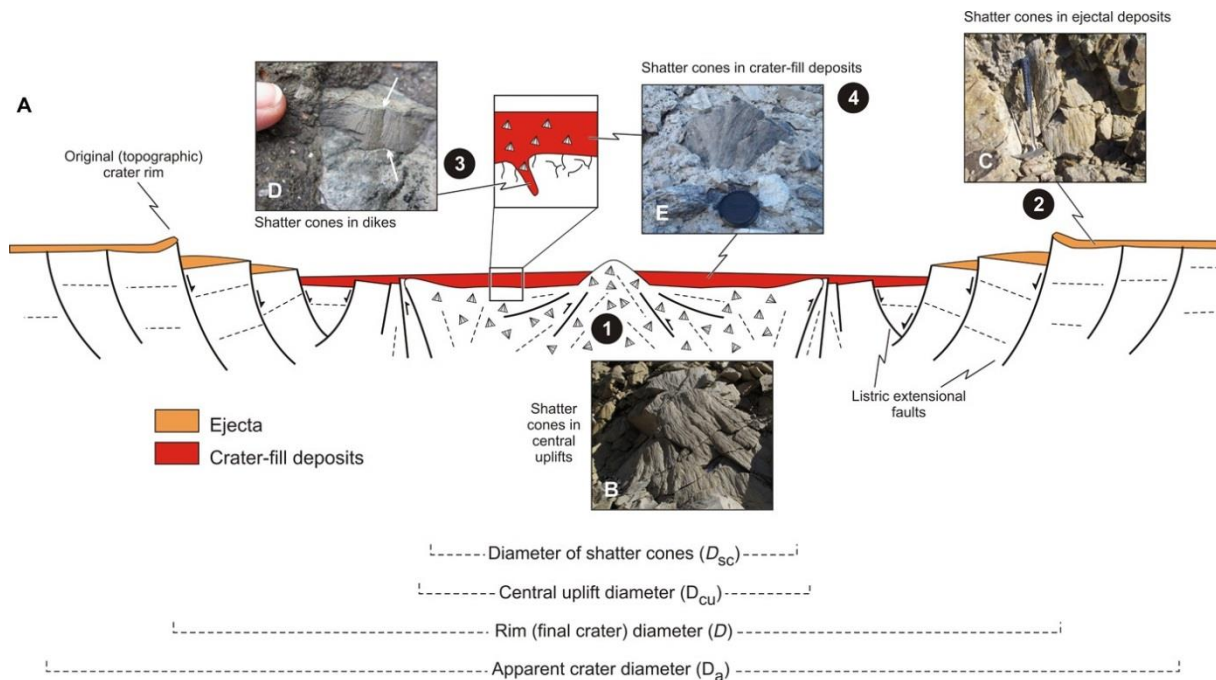 Shatter cones in ejectal deposits
Shatter cones in crater-fill deposits
4
A
Original (topographic)
crater rim
D
3
Shatter cones in dikes
E
C
2
1
Shatter
cones in
central
uplifts
B
Listric extensional
faults
Ejecta
Crater-fill deposits
Diameter of shatter cones (Dsc)
Central uplift diameter (Dcu)
Rim (final crater) diameter (D)
Apparent crater diameter (Da)